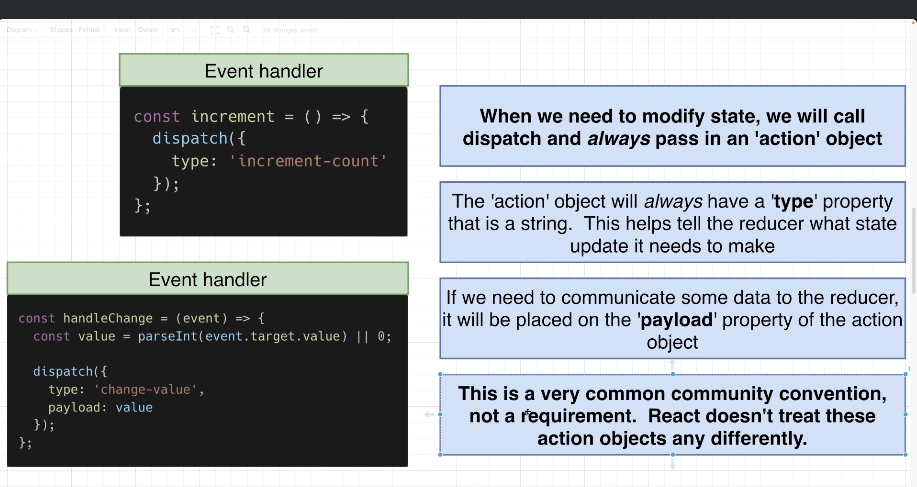 Diagram
Shapes
Format
Insert
Delete
All changes saved
Event handler
const increment = () => {
  dispatch({
    type: 'increment-count'
  });
};
Event handler
const handleChange = (event) => {
  const value = parseInt(event.target.value) || 0;
  dispatch({
    type: 'change-value',
    payload: value
  });
};
When we need to modify state, we will call
dispatch and always pass in an 'action' object
The 'action' object will always have a 'type' property
that is a string.  This helps tell the reducer what state
update it needs to make
If we need to communicate some data to the reducer,
it will be placed on the 'payload' property of the action
object
This is a very common community convention,
not a requirement.  React doesn't treat these
action objects any differently.